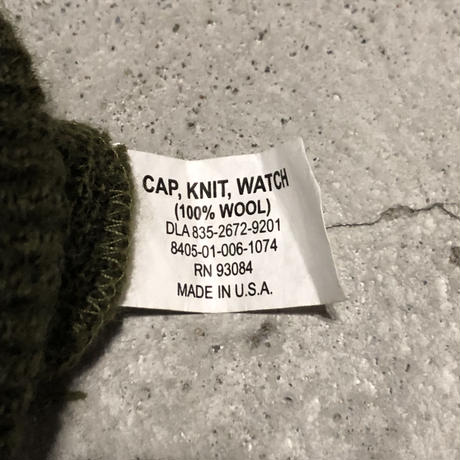 CAP, KNIT, WATCH
(100% WOOL)
DLA 835-2672-9201
8405-01-006-1074
RN 93084
MADE IN U.S.A.